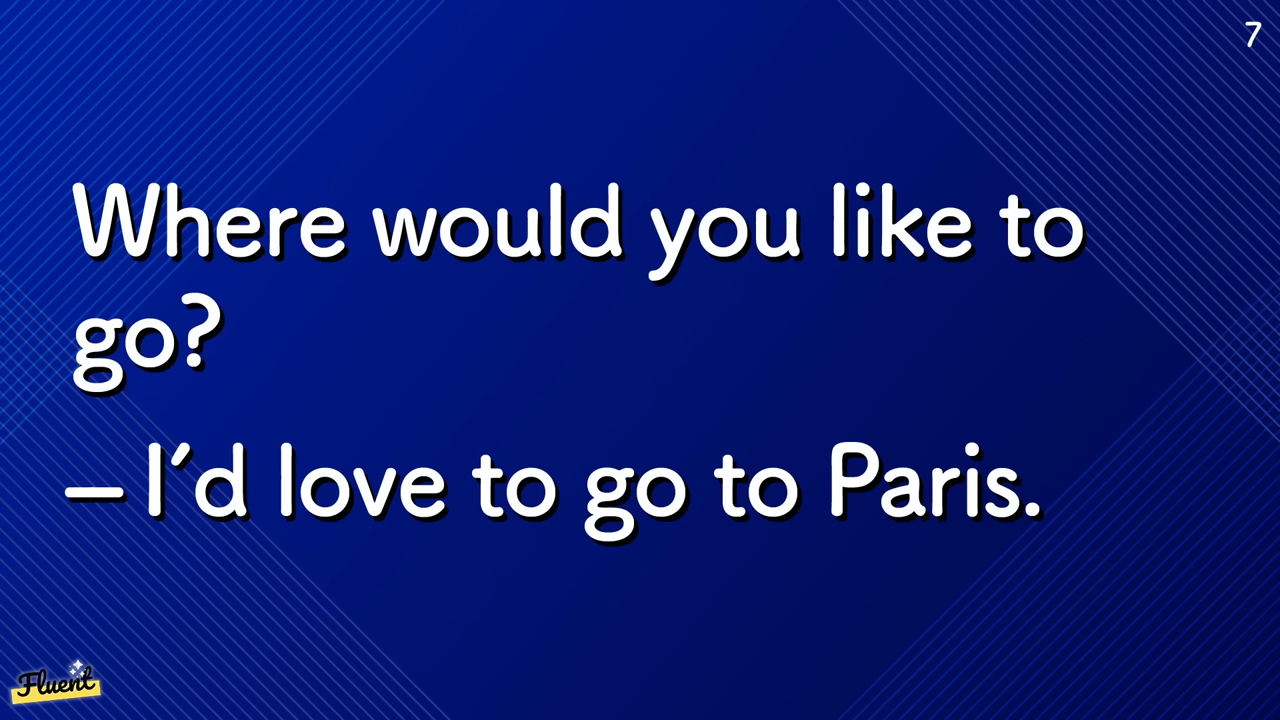 7
Where would you like to
go?
– I´d love to go to Paris.
Fluent